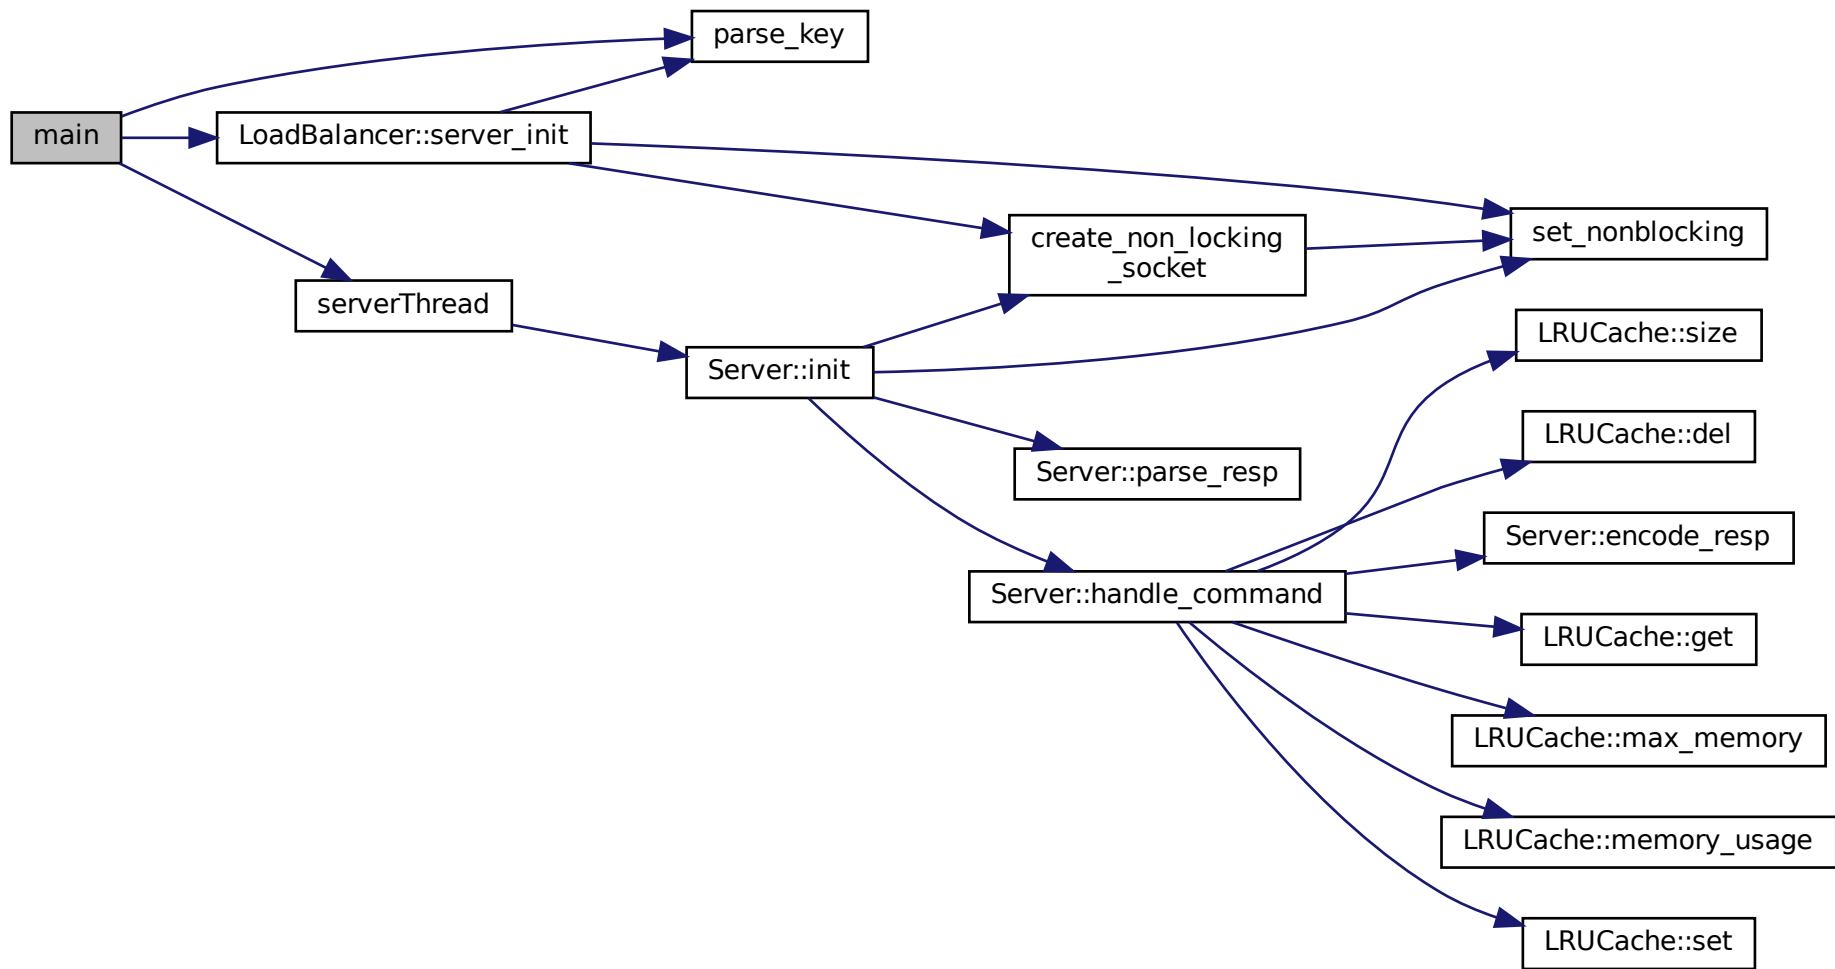 parse_key
main
LoadBalancer::server_init
create_non_locking
_socket
set_nonblocking
serverThread
LRUCache::size
Server::init
LRUCache::del
Server::parse_resp
Server::encode_resp
Server::handle_command
LRUCache::get
LRUCache::max_memory
LRUCache::memory_usage
LRUCache::set